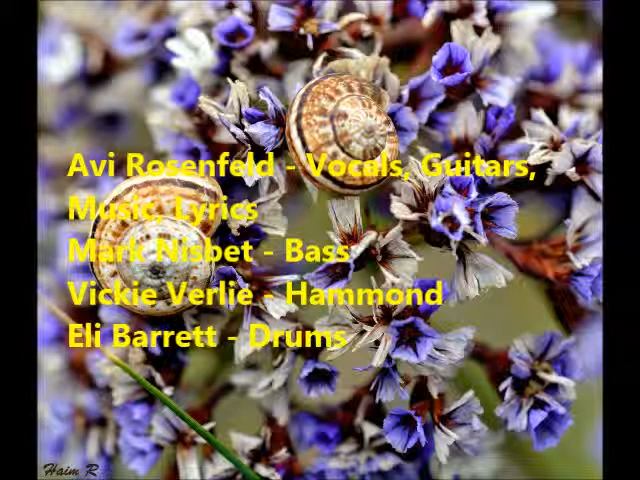 Avi Rosenfeld - Vocals, Guitars,
Music, Lyrics
Mark Nisbet - Bass
Vickie Verlie - Hammond
Eli Barrett - Drums
Haim R